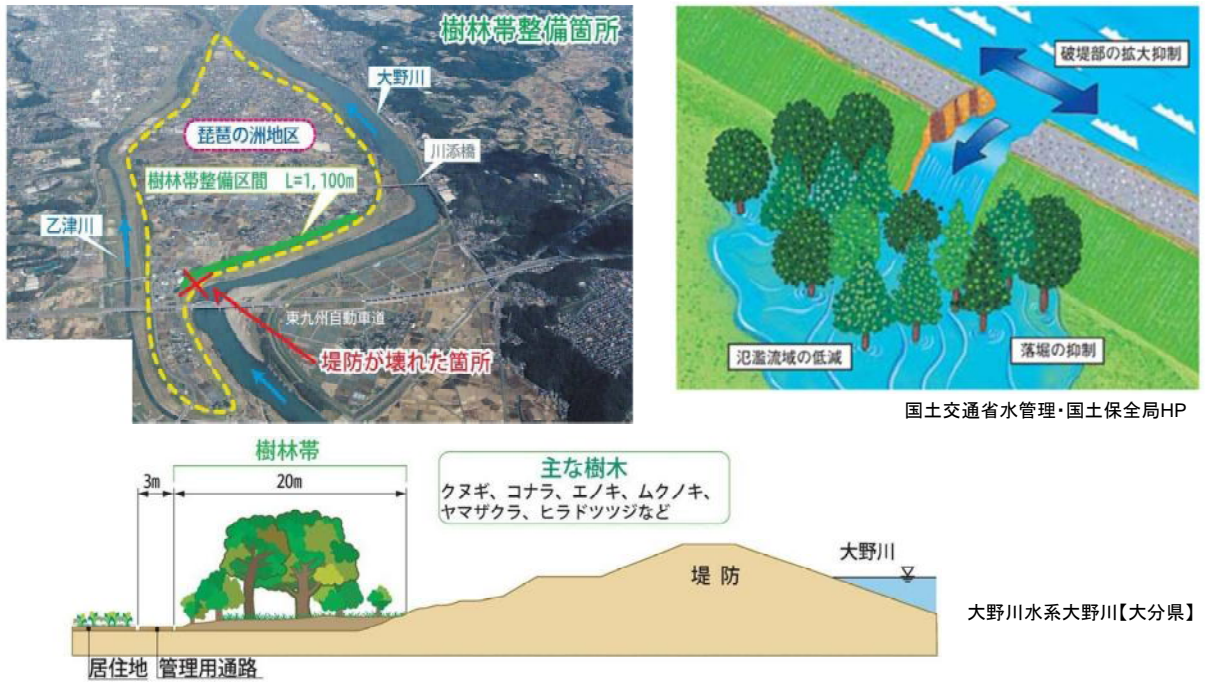 樹林帯整備箇所
大野川
琵琶の洲地区
川添橋
樹林帯整備区間 L=1,100m
乙津川
東九州自動車道
堤防が壊れた箇所
破堤部の拡大抑制
氾濫流域の低減
落堀の抑制
国土交通省水管理・国土保全局HP
樹林帯
3m
20m
主な樹木
クヌギ、コナラ、エノキ、ムクノキ、
ヤマザクラ、ヒラドツツジなど
大野川
堤防
居住地
管理用通路
大野川水系大野川【大分県】